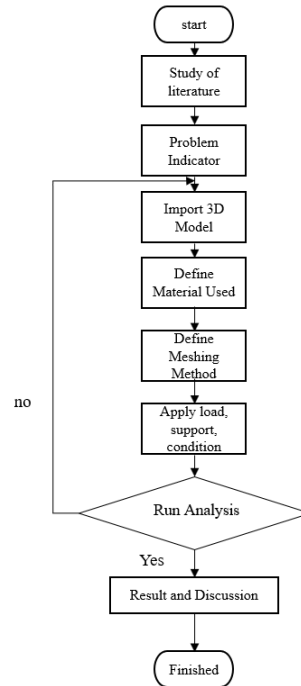 start
Study of
literature
Problem
Indicator
Import 3D
Model
Define
Material Used
Define
Meshing
Method
no
Apply load,
support,
condition
Run Analysis
Yes
Result and Discussion
Finished